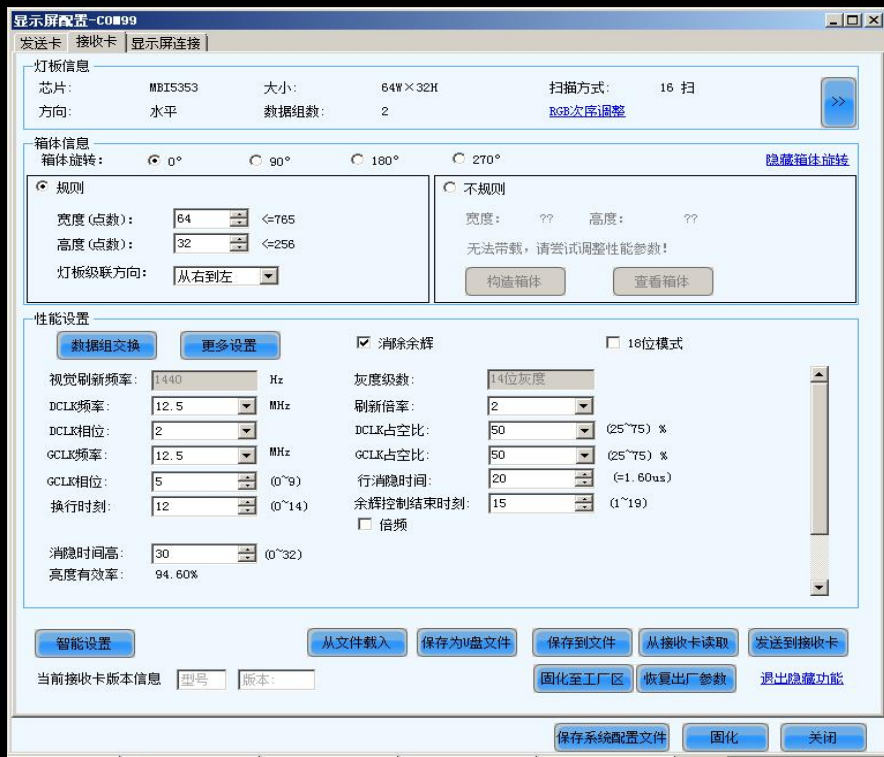 显示屏配置-COM99
发送卡 接收卡 显示屏连接
灯板信息
芯片: MBI5353 大小: 64W×32H 扫描方式: 16 扫
方向: 水平 数据组数: 2 RGB次序调整
>>
箱体信息
箱体旋转: 0° 90° 180° 270° 隐藏箱体旋转
规则 不规则
宽度(点数): 64 <=765 宽度: ?? 高度: ??
高度(点数): 32 <=256 无法带载，请尝试调整性能参数!
灯板级联方向: 从右到左 构造箱体 查看箱体
性能设置
数据组交换 更多设置 消除余辉 18位模式
视觉刷新频率: 1440 Hz 灰度级数: 14位灰度
DCLK频率: 12.5 MHz 刷新倍率: 2
DCLK相位: 2 DCLK占空比: 50 (25~75) %
GCLK频率: 12.5 MHz GCLK占空比: 50 (25~75) %
GCLK相位: 5 (0~9) 行消隐时间: 20 (=1.60us)
换行时刻: 12 (0~14) 余辉控制结束时刻: 15 (1~19)
倍频
消隐时间高: 30 (0~32)
亮度有效率: 94.60%
智能设置 从文件载入 保存为U盘文件 保存到文件 从接收卡读取 发送到接收卡
当前接收卡版本信息 型号 版本: 固化至工厂区 恢复出厂参数 退出隐藏功能
保存系统配置文件 固化 关闭